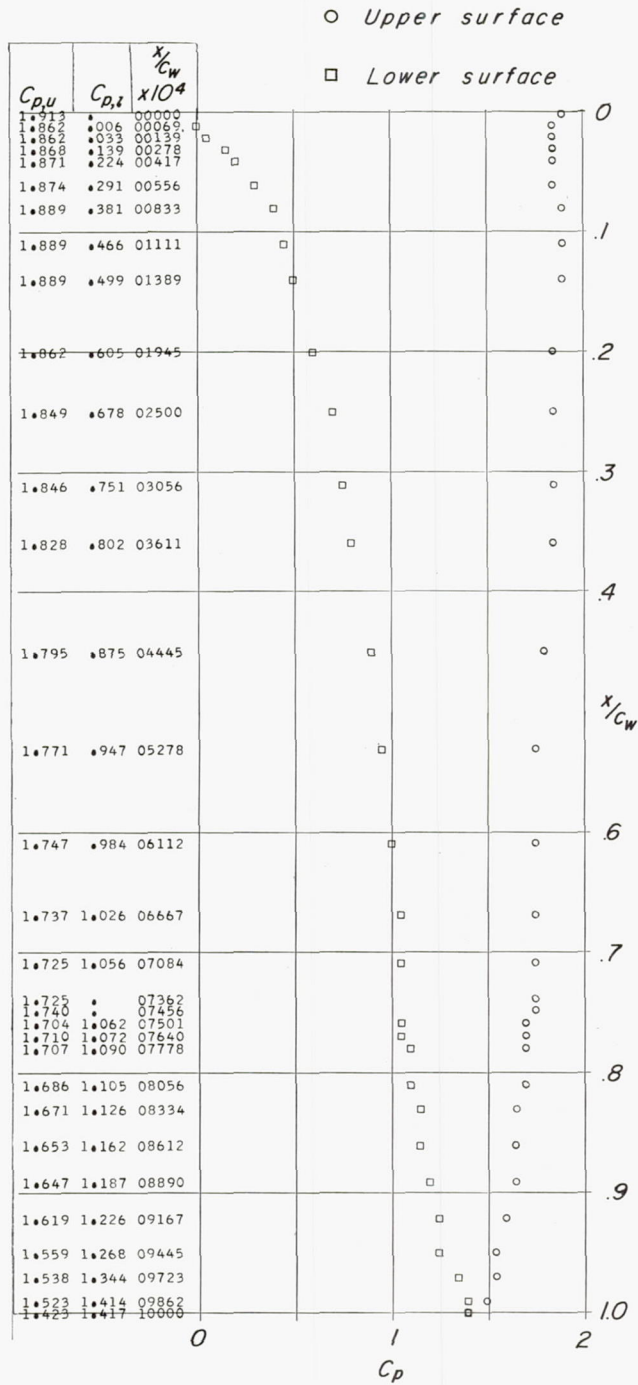 ○ Upper surface
□ Lower surface
x/cw
Cp,u Cp,l ×10⁴
1.913 . 00000
1.862 .006 00069
1.862 .033 00139
1.868 .139 00278
1.871 .224 00417
1.874 .291 00556
1.889 .381 00833
1.889 .466 01111
1.889 .499 01389
1.862 .605 01945
1.849 .678 02500
1.846 .751 03056
1.828 .802 03611
1.795 .875 04445
1.771 .947 05278
1.747 .984 06112
1.737 1.026 06667
1.725 1.056 07084
1.725 . 07362
1.740 . 07456
1.704 1.062 07501
1.710 1.072 07640
1.707 1.090 07778
1.686 1.105 08056
1.671 1.126 08334
1.653 1.162 08612
1.647 1.187 08890
1.619 1.226 09167
1.559 1.268 09445
1.538 1.344 09723
1.523 1.414 09862
1.423 1.417 10000
0
.1
.2
.3
.4
x/cw
.6
.7
.8
.9
1.0
0 1 2
Cp